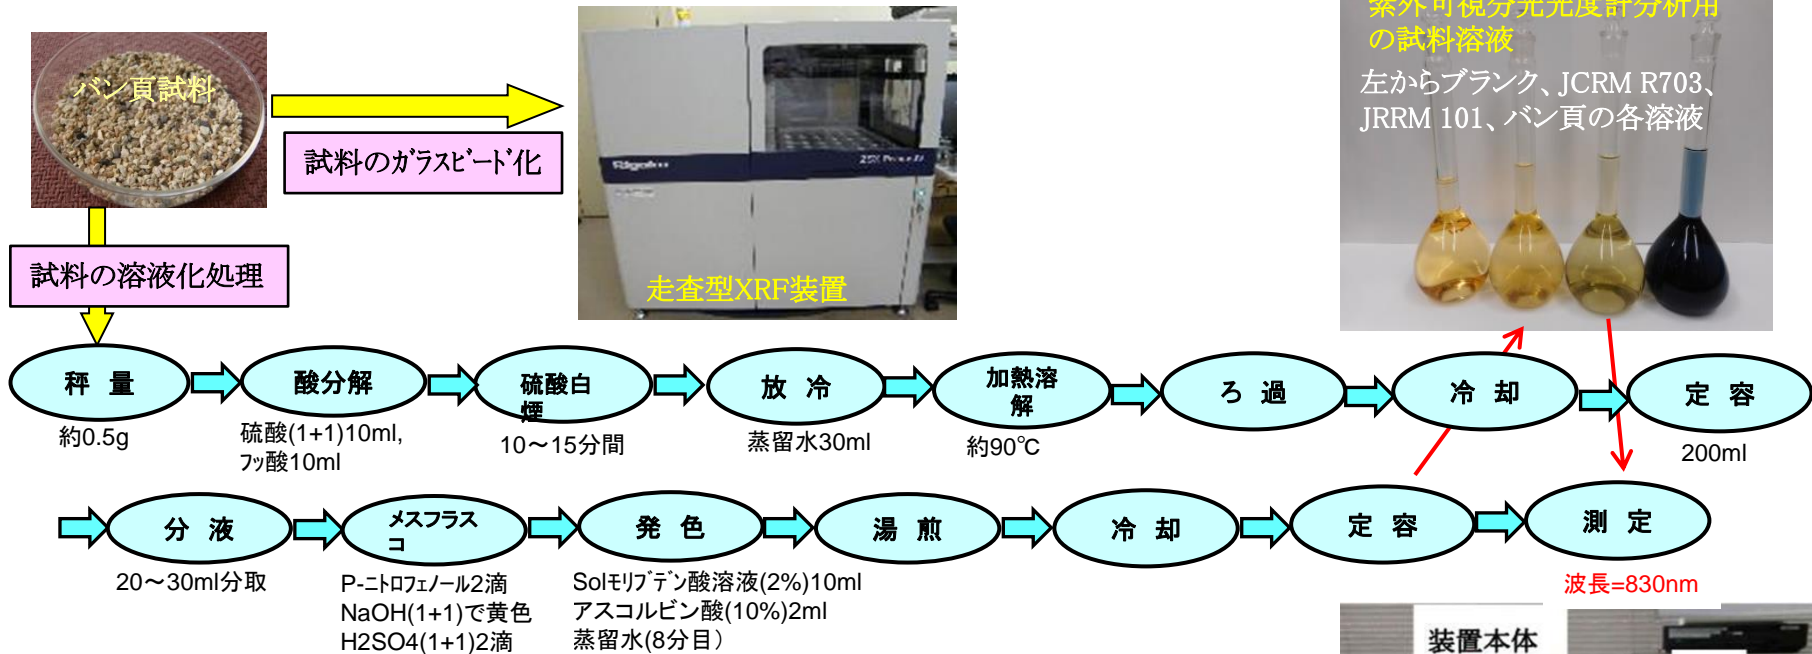 バン頁試料
試料のガラスビード化
試料の溶液化処理
Rigaku
走査型XRF装置
紫外可視分光光度計分析用
の試料溶液
左からブランク、JCRM R703、
JRRM 101、バン頁の各溶液
秤 量
約0.5g
酸分解
硫酸(1+1)10ml,
フッ酸10ml
硫酸白
煙
10～15分間
放 冷
蒸留水30ml
加熱溶
解
約90℃
ろ 過
冷 却
定 容
200ml
分 液
20～30ml分取
メスフラス
コ
P-ニトロフェノール2滴
NaOH(1+1)で黄色
H2SO4(1+1)2滴
発 色
Solモリブデン酸溶液(2%)10ml
アスコルビン酸(10%)2ml
蒸留水(8分目）
湯 煎
冷 却
定 容
測 定
波長=830nm
装置本体